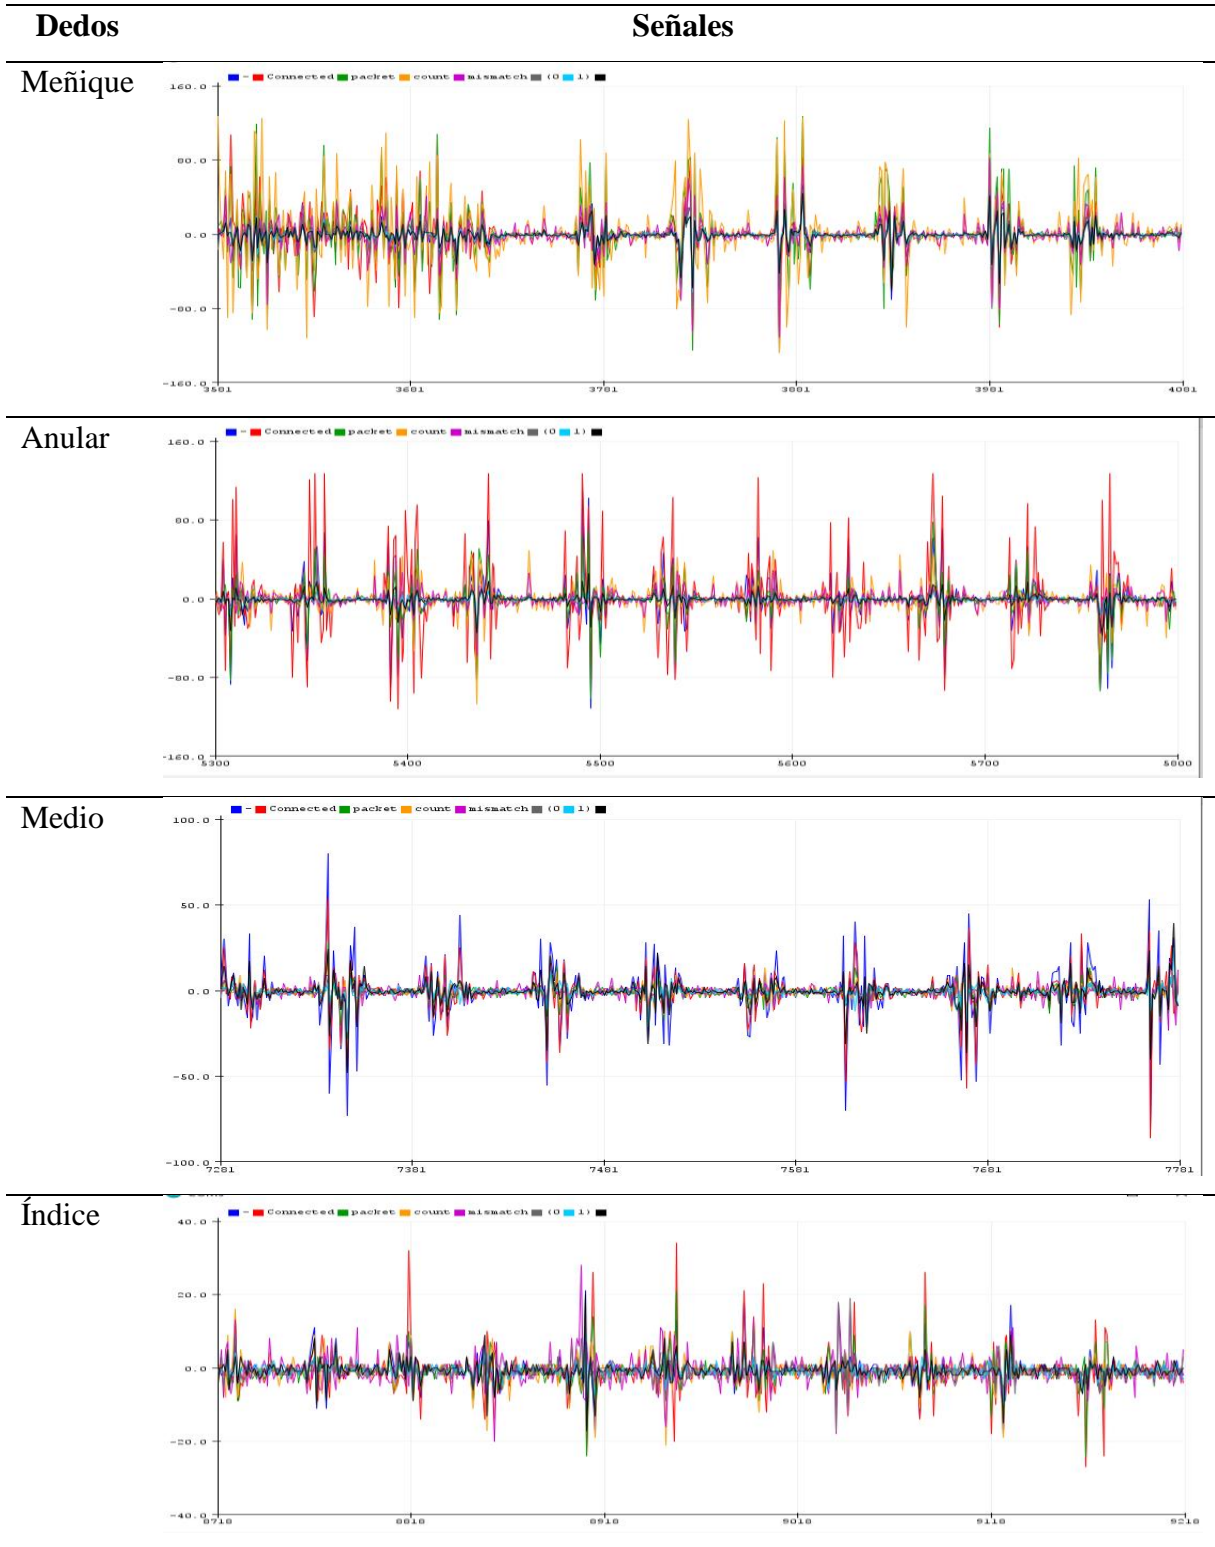 Dedos Señales
Meñique
- Connected packet count mismatch (0 1)
160.0
80.0
0.0
-80.0
-160.0
3501 3601 3701 3801 3901 4001
Anular
- Connected packet count mismatch (0 1)
160.0
80.0
0.0
-80.0
-160.0
5300 5400 5500 5600 5700 5800
Medio
- Connected packet count mismatch (0 1)
100.0
50.0
0.0
-50.0
-100.0
7281 7381 7481 7581 7681 7781
Índice
- Connected packet count mismatch (0 1)
40.0
20.0
0.0
-20.0
-40.0
8710 8810 8910 9010 9110 9210